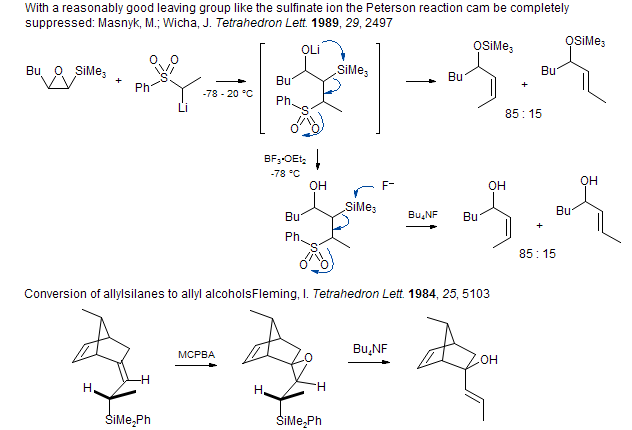 With a reasonably good leaving group like the sulfinate ion the Peterson reaction cam be completely
suppressed: Masnyk, M.; Wicha, J. Tetrahedron Lett. 1989, 29, 2497
Bu O SiMe3 + Ph S O O Li
-78 - 20 °C
OLi Bu SiMe3 Ph S O O
OSiMe3 Bu + OSiMe3 Bu
85 : 15
BF3•OEt2
-78 °C
OH Bu SiMe3 F- Ph S O O
Bu4NF
OH Bu + OH Bu
85 : 15
Conversion of allylsilanes to allyl alcoholsFleming, I. Tetrahedron Lett. 1984, 25, 5103
H H SiMe2Ph
MCPBA
O H H SiMe2Ph
Bu4NF
OH